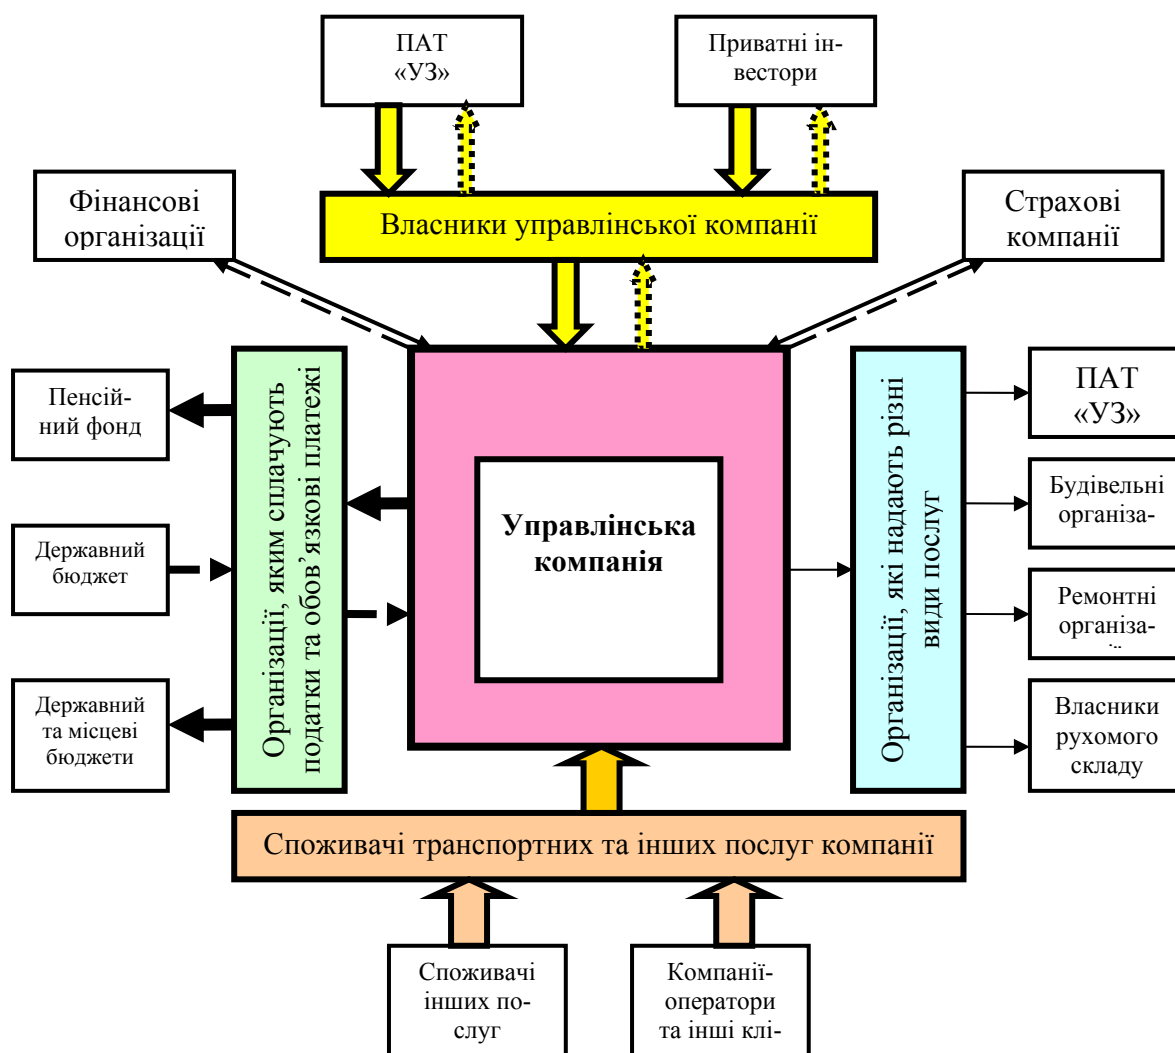 ПАТ
«УЗ»
Приватні ін-
вестори
Фінансові
організації
Власники управлінської компанії
Страхові
компанії
Пенсій-
ний фонд
Державний
бюджет
Державний
та місцеві
бюджети
Організації, яким сплачують
податки та обов’язкові платежі
Управлінська
компанія
Організації, які надають різні
види послуг
ПАТ
«УЗ»
Будівельні
організа-
Ремонтні
організа-
Власники
рухомого
складу
Споживачі транспортних та інших послуг компанії
Споживачі
інших по-
слуг
Компанії-
оператори
та інші клі-